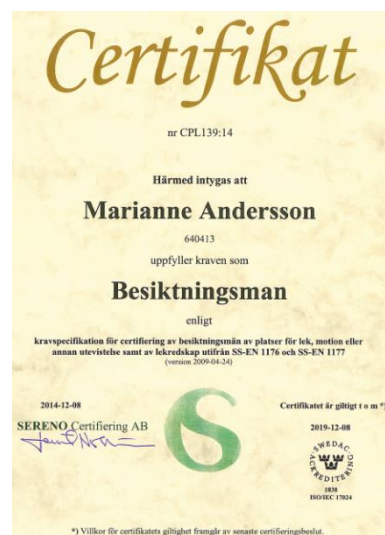 Certifikat
nr CPL139:14
Härmed intygas att
Marianne Andersson
640413
uppfyller kraven som
Besiktningsman
enligt
kravspecifikation för certifiering av besiktningsmän av platser för lek, motion eller
annan utevistelse samt av lekredskap utifrån SS-EN 1176 och SS-EN 1177
(version 2009-04-24)
2014-12-08
Certifikatet är giltigt t o m *)
SERENO Certifiering AB
2019-12-08
SWEDAC
ACKREDITERING
1838
ISO/IEC 17024
*) Villkor för certifikatets giltighet framgår av senaste certifieringsbeslut.